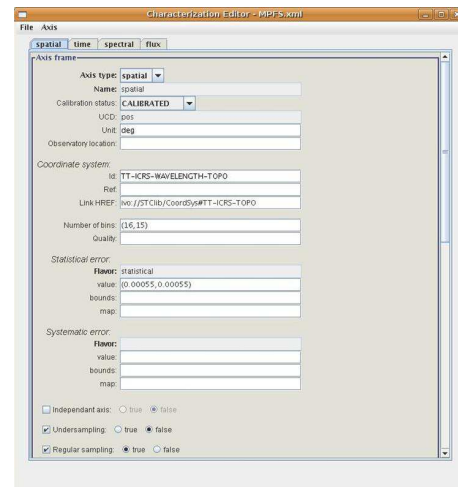 Characterization Editor - MPFS.xml
File Axis
spatial time spectral flux
Axis frame
Axis type: spatial
Name: spatial
Calibration status: CALIBRATED
UCD: pos
Unit: deg
Observatory location:
Coordinate system:
Id: TT-ICRS-WAVELENGTH-TOPO
Ref:
Link HREF: ivo://STClib/CoordSys#TT-ICRS-TOPO
Number of bins: (16,15)
Quality:
Statistical error:
Flavor: statistical
value: (0.00055,0.00055)
bounds:
map:
Systematic error:
Flavor:
value:
bounds:
map:
Independant axis: true false
Undersampling: true false
Regular sampling: true false